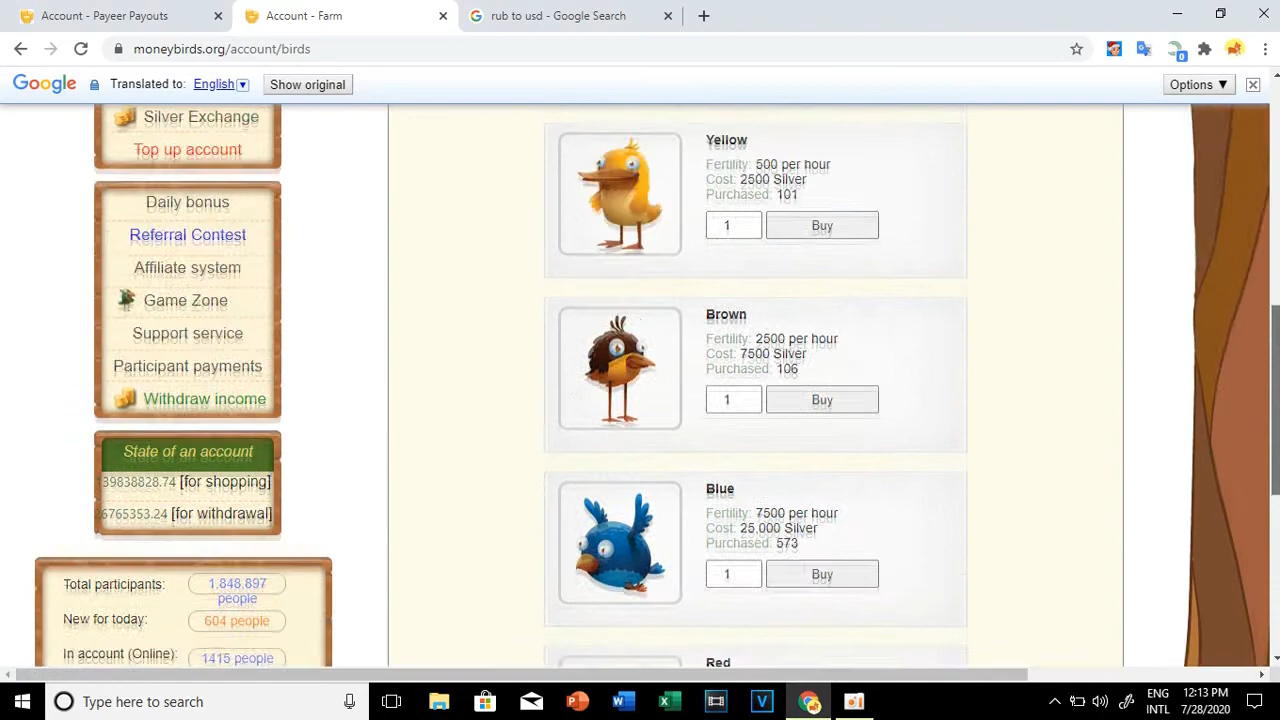 Account - Payeer Payouts
Account - Farm
rub to usd - Google Search
moneybirds.org/account/birds
0
Google Translated to: English Show original Options ▼
Silver Exchange
Top up account
Daily bonus
Referral Contest
Affiliate system
Game Zone
Support service
Participant payments
Withdraw income
State of an account
39838828.74 [for shopping]
6765353.24 [for withdrawal]
Total participants: 1,848,897 people
New for today: 604 people
In account (Online): 1415 people
Yellow
Fertility: 500 per hour
Cost: 2500 Silver
Purchased: 101
1 Buy
Brown
Fertility: 2500 per hour
Cost: 7500 Silver
Purchased: 106
1 Buy
Blue
Fertility: 7500 per hour
Cost: 25,000 Silver
Purchased: 573
1 Buy
Red
Type here to search
ENG
INTL
12:13 PM
7/28/2020